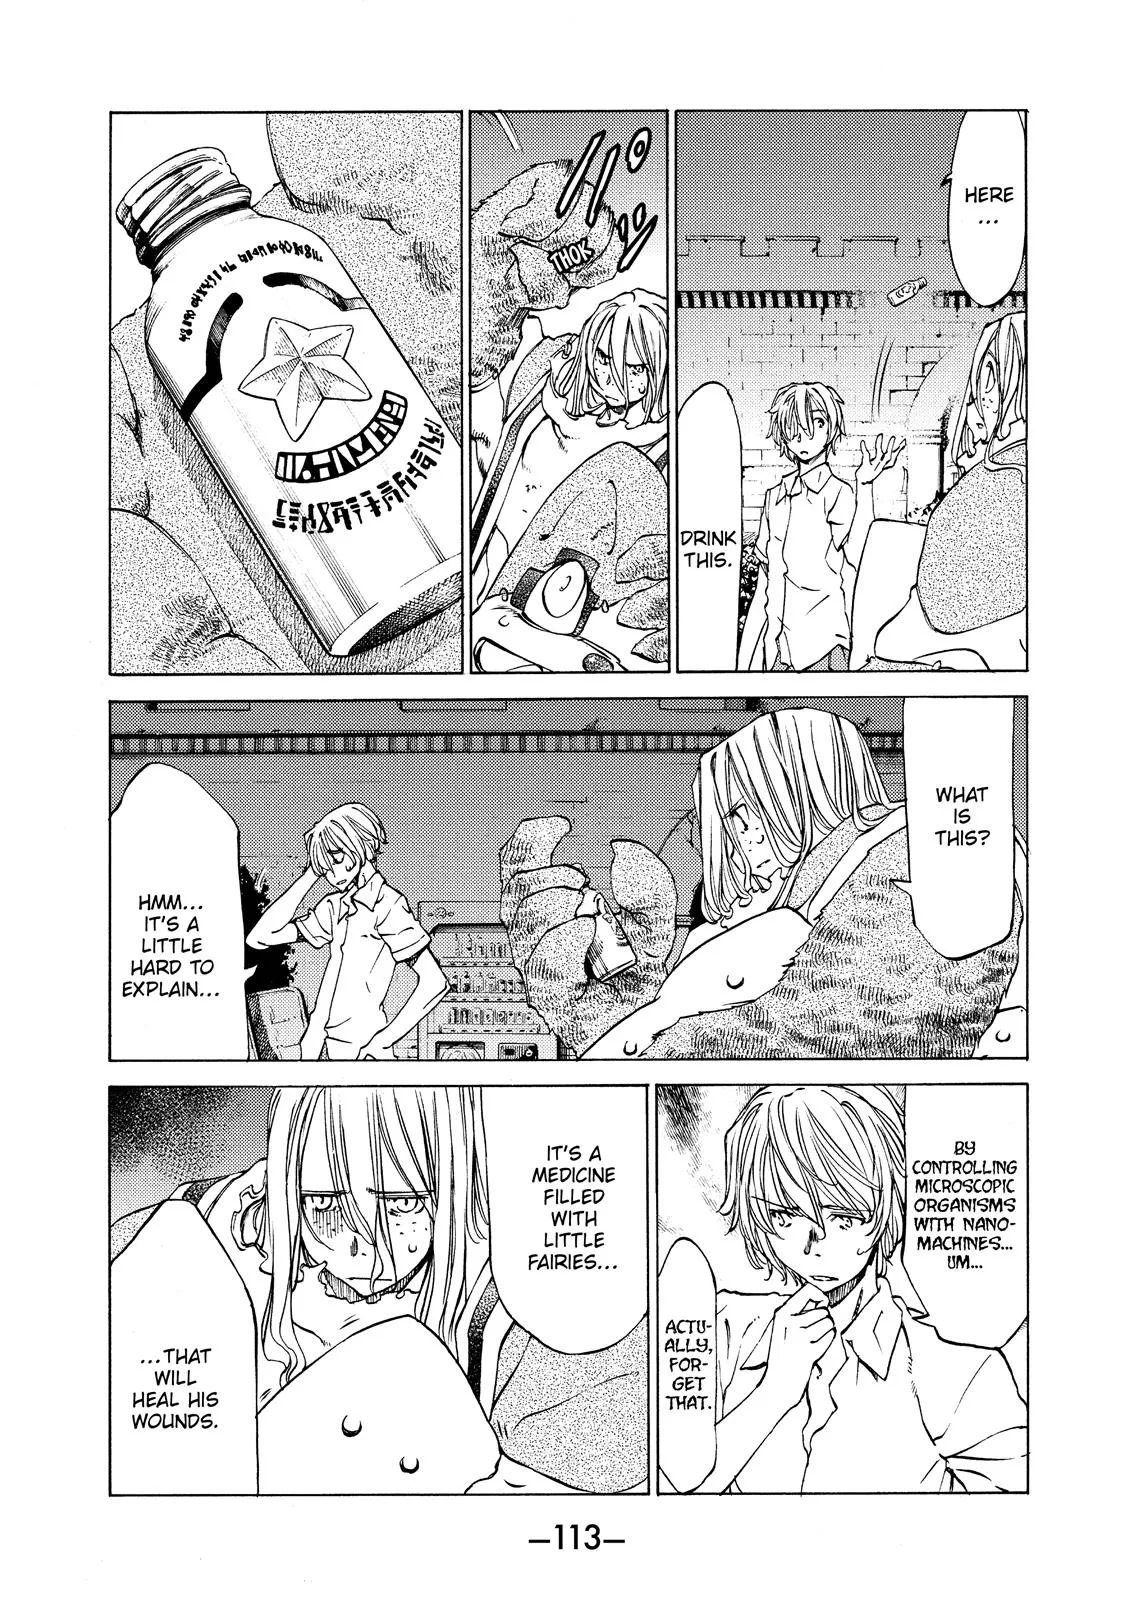 HERE
...
DRINK
THIS.
THOK
WHAT
IS
THIS?
HMM...
IT'S A
LITTLE
HARD TO
EXPLAIN...
BY
CONTROLLING
MICROSCOPIC
ORGANISMS
WITH NANO-
MACHINES...
UM...
ACTU-
ALLY,
FOR-
GET
THAT.
IT'S A
MEDICINE
FILLED
WITH
LITTLE
FAIRIES...
...THAT
WILL
HEAL HIS
WOUNDS.
—113—